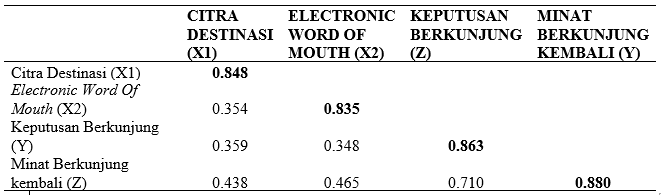 CITRA DESTINASI (X1) ELECTRONIC WORD OF MOUTH (X2) KEPUTUSAN BERKUNJUNG (Z) MINAT BERKUNJUNG KEMBALI (Y)
Citra Destinasi (X1) 0.848
Electronic Word Of
Mouth (X2) 0.354 0.835
Keputusan Berkunjung
(Y) 0.359 0.348 0.863
Minat Berkunjung
kembali (Z) 0.438 0.465 0.710 0.880